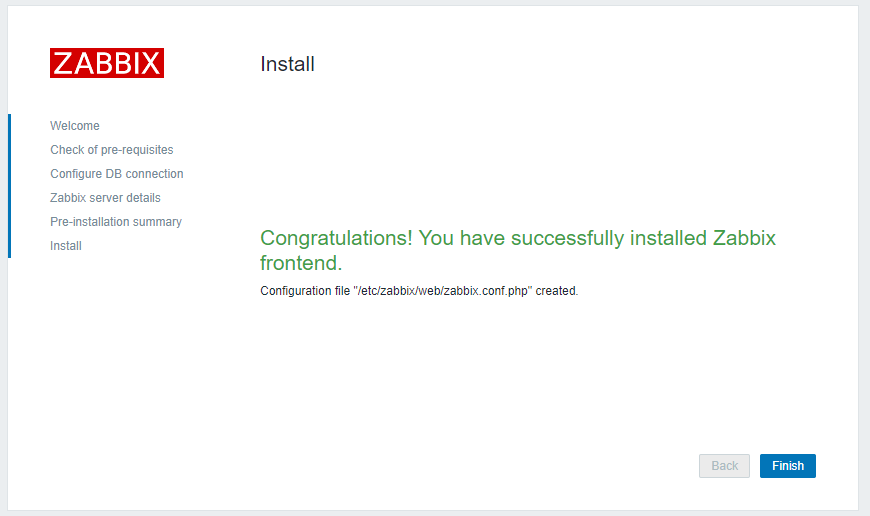 ZABBIX
Install
Welcome
Check of pre-requisites
Configure DB connection
Zabbix server details
Pre-installation summary
Install
Congratulations! You have successfully installed Zabbix
frontend.
Configuration file "/etc/zabbix/web/zabbix.conf.php" created.
Back
Finish